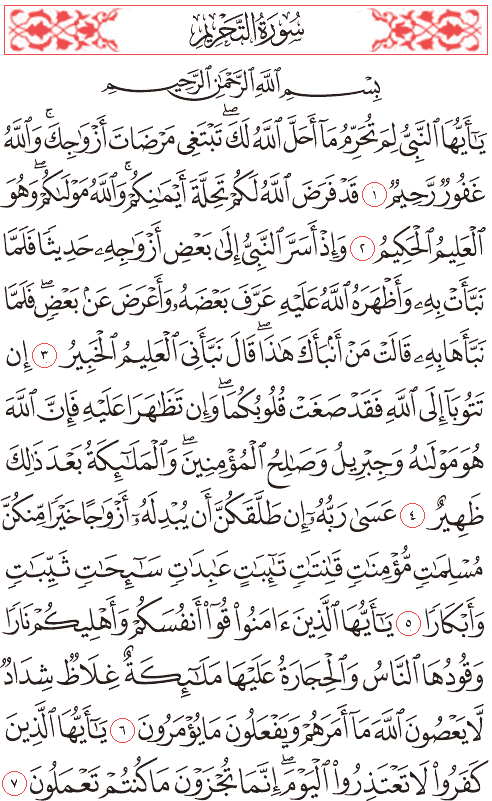 سُورَةُ التَّحْرِيمِ
بِسْمِ ٱللَّهِ ٱلرَّحْمَٰنِ ٱلرَّحِيمِ
يَٰٓأَيُّهَا ٱلنَّبِىُّ لِمَ تُحَرِّمُ مَآ أَحَلَّ ٱللَّهُ لَكَ ۖ تَبْتَغِى مَرْضَاتَ أَزْوَٰجِكَ ۚ وَٱللَّهُ
غَفُورٌ رَّحِيمٌ ١ قَدْ فَرَضَ ٱللَّهُ لَكُمْ تَحِلَّةَ أَيْمَٰنِكُمْ ۚ وَٱللَّهُ مَوْلَىٰكُمْ ۖ وَهُوَ
ٱلْعَلِيمُ ٱلْحَكِيمُ ٢ وَإِذْ أَسَرَّ ٱلنَّبِىُّ إِلَىٰ بَعْضِ أَزْوَٰجِهِۦ حَدِيثًا فَلَمَّا
نَبَّأَتْ بِهِۦ وَأَظْهَرَهُ ٱللَّهُ عَلَيْهِ عَرَّفَ بَعْضَهُۥ وَأَعْرَضَ عَنۢ بَعْضٍ ۖ فَلَمَّا
نَبَّأَهَا بِهِۦ قَالَتْ مَنْ أَنۢبَأَكَ هَٰذَا ۖ قَالَ نَبَّأَنِىَ ٱلْعَلِيمُ ٱلْخَبِيرُ ٣ إِن
تَتُوبَآ إِلَى ٱللَّهِ فَقَدْ صَغَتْ قُلُوبُكُمَا ۖ وَإِن تَظَٰهَرَا عَلَيْهِ فَإِنَّ ٱللَّهَ
هُوَ مَوْلَىٰهُ وَجِبْرِيلُ وَصَٰلِحُ ٱلْمُؤْمِنِينَ ۖ وَٱلْمَلَٰٓئِكَةُ بَعْدَ ذَٰلِكَ
ظَهِيرٌ ٤ عَسَىٰ رَبُّهُۥٓ إِن طَلَّقَكُنَّ أَن يُبْدِلَهُۥٓ أَزْوَٰجًا خَيْرًا مِّنكُنَّ
مُسْلِمَٰتٍ مُّؤْمِنَٰتٍ قَٰنِتَٰتٍ تَٰٓئِبَٰتٍ عَٰبِدَٰتٍ سَٰٓئِحَٰتٍ ثَيِّبَٰتٍ
وَأَبْكَارًا ٥ يَٰٓأَيُّهَا ٱلَّذِينَ ءَامَنُوا۟ قُوٓا۟ أَنفُسَكُمْ وَأَهْلِيكُمْ نَارًا
وَقُودُهَا ٱلنَّاسُ وَٱلْحِجَارَةُ عَلَيْهَا مَلَٰٓئِكَةٌ غِلَاظٌ شِدَادٌ
لَّا يَعْصُونَ ٱللَّهَ مَآ أَمَرَهُمْ وَيَفْعَلُونَ مَا يُؤْمَرُونَ ٦ يَٰٓأَيُّهَا ٱلَّذِينَ
كَفَرُوا۟ لَا تَعْتَذِرُوا۟ ٱلْيَوْمَ ۖ إِنَّمَا تُجْزَوْنَ مَا كُنتُمْ تَعْمَلُونَ ٧